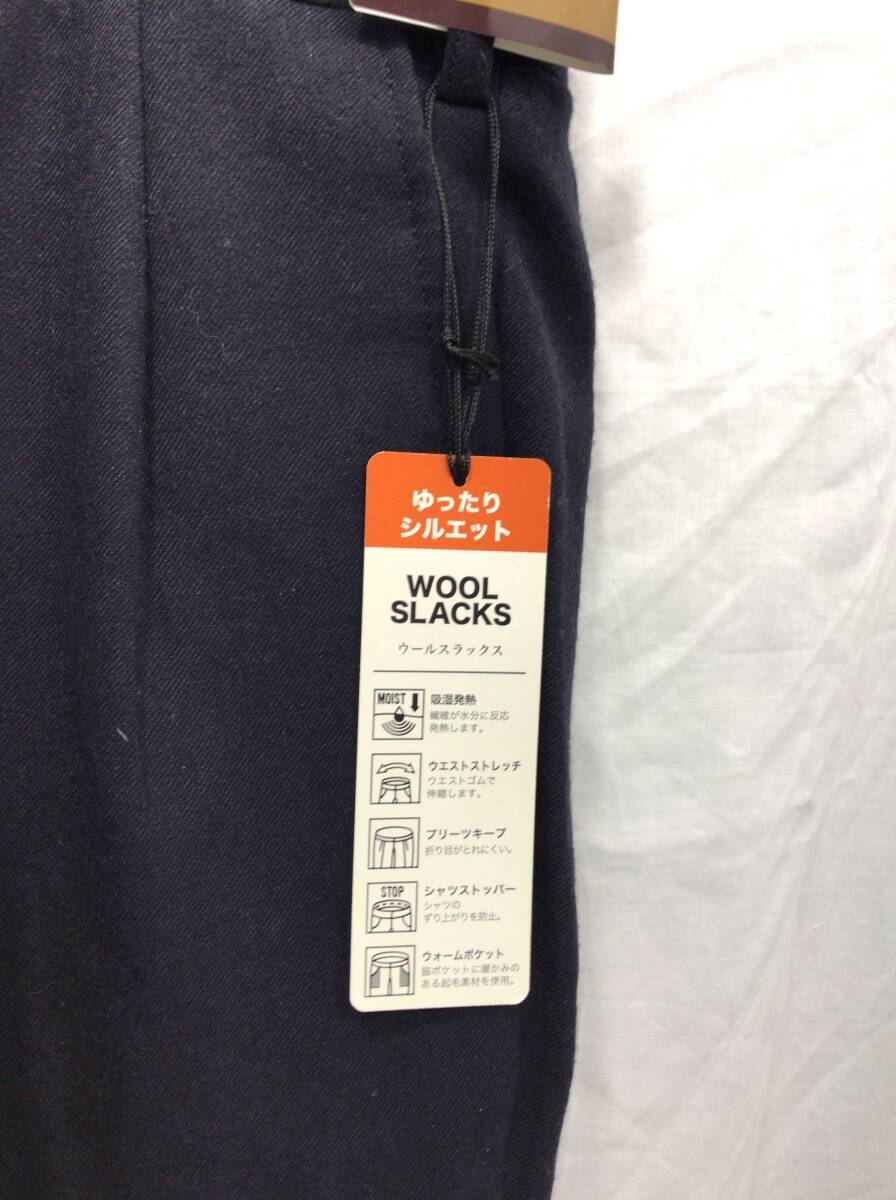 ゆったり
シルエット
WOOL
SLACKS
ウールスラックス
MOIST
吸湿発熱
繊維が水分に反応
発熱します。
ウエストストレッチ
ウエストゴムで
伸縮します。
プリーツキープ
折り目がとれにくい。
STOP
シャツストッパー
シャツの
ずり上がりを防止。
ウォームポケット
脇ポケットに暖かみの
ある起毛素材を使用。